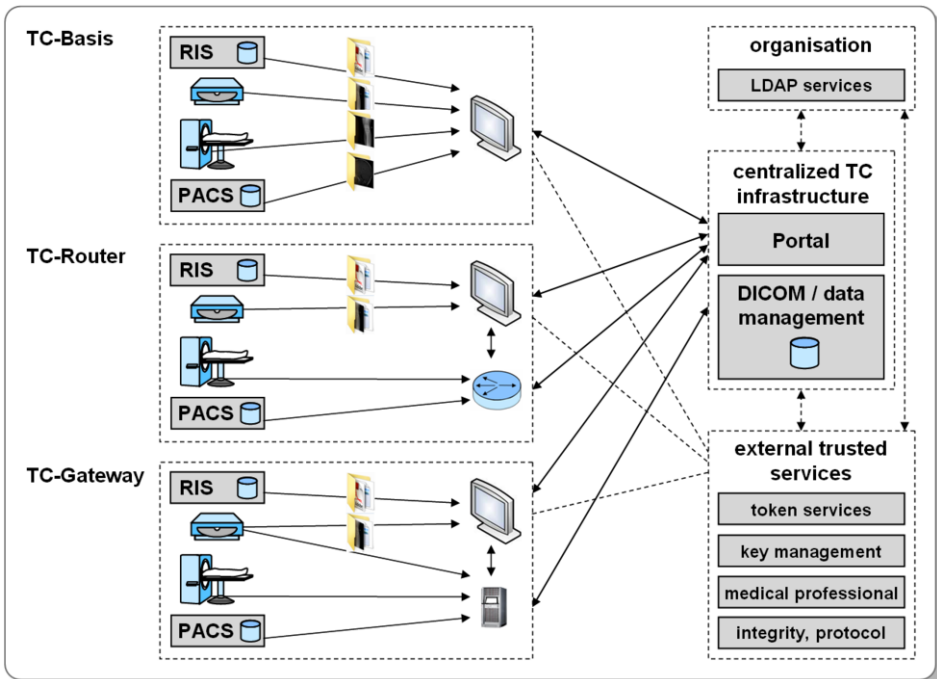 TC-Basis
RIS
PACS
TC-Router
RIS
PACS
TC-Gateway
RIS
PACS
organisation
LDAP services
centralized TC
infrastructure
Portal
DICOM / data
management
external trusted
services
token services
key management
medical professional
integrity, protocol